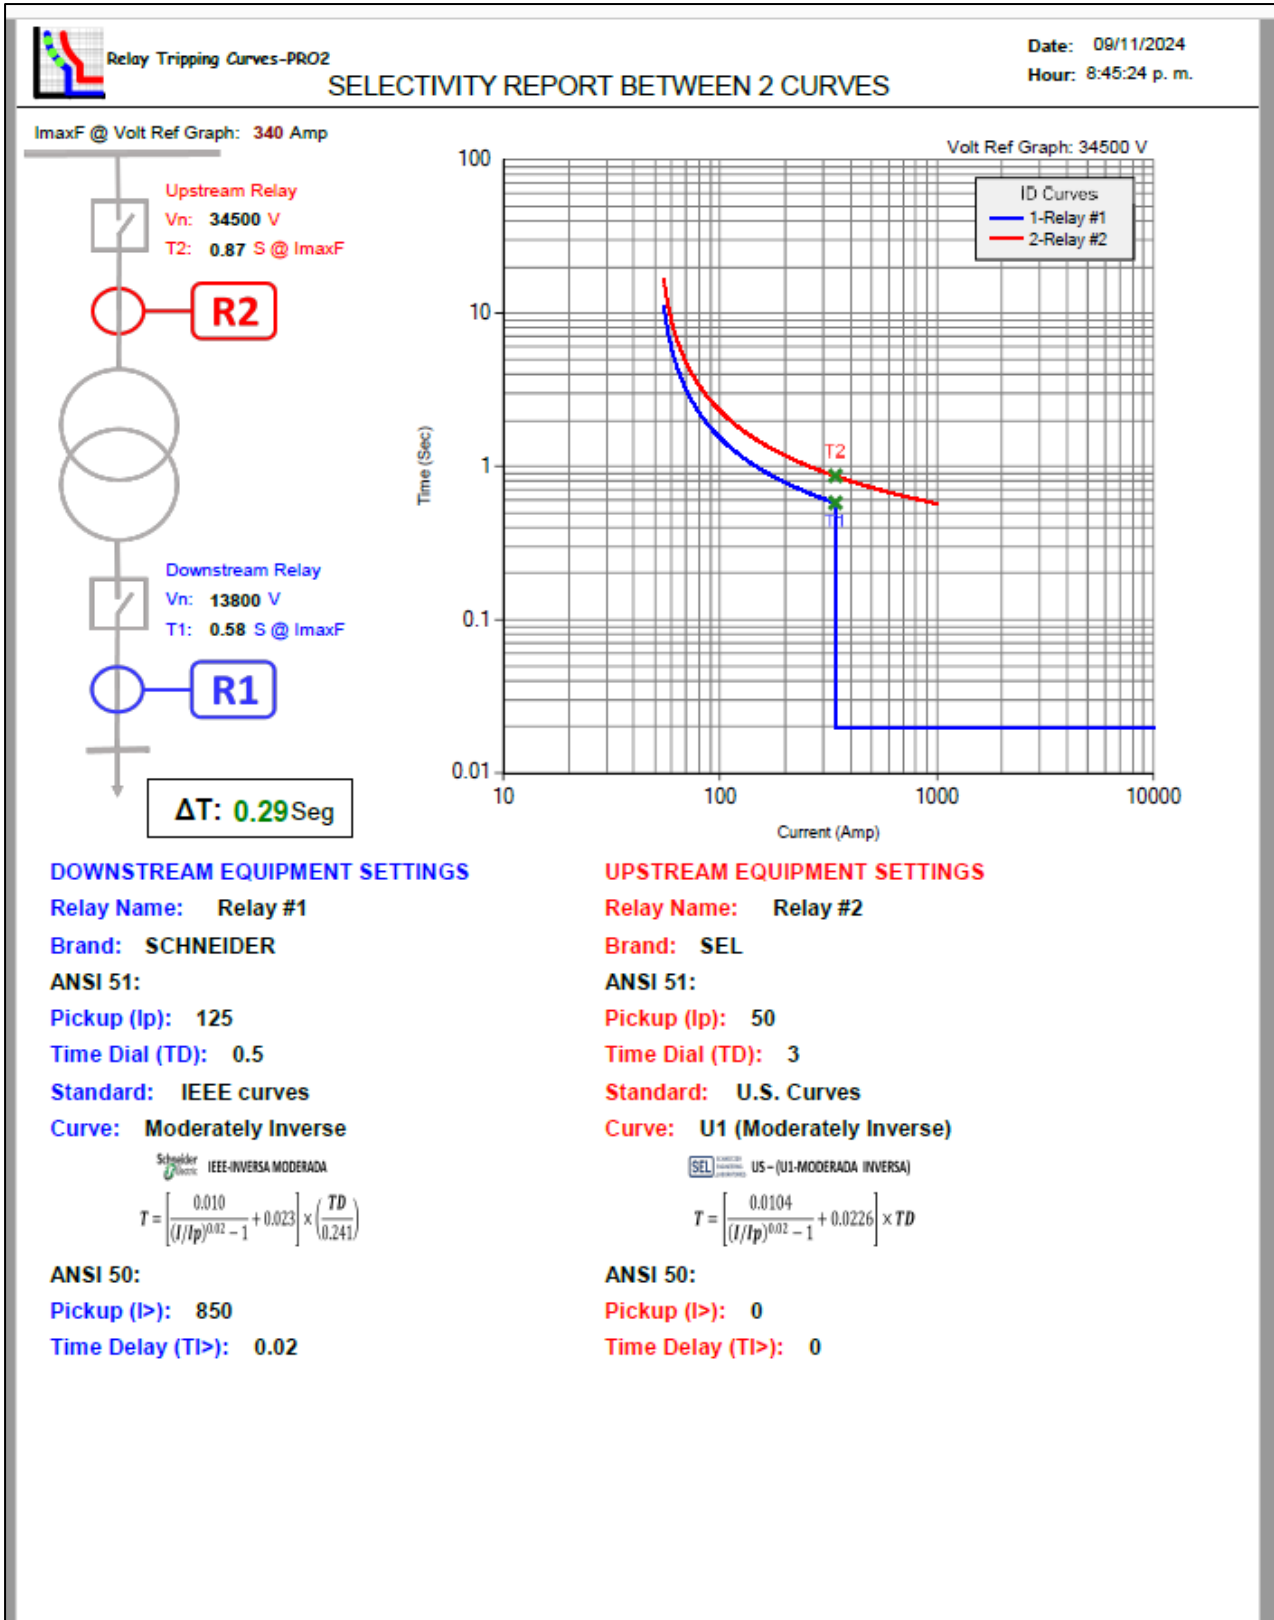 Relay Tripping Curves-PRO2
SELECTIVITY REPORT BETWEEN 2 CURVES
Date: 09/11/2024
Hour: 8:45:24 p. m.
ImaxF @ Volt Ref Graph: 340 Amp
Upstream Relay
Vn: 34500 V
T2: 0.87 S @ ImaxF
R2
Downstream Relay
Vn: 13800 V
T1: 0.58 S @ ImaxF
R1
ΔT: 0.29 Seg
Volt Ref Graph: 34500 V
ID Curves
1-Relay #1
2-Relay #2
100
10
1
0.1
0.01
Time (Sec)
T2
T1
10 100 1000 10000
Current (Amp)
DOWNSTREAM EQUIPMENT SETTINGS
Relay Name: Relay #1
Brand: SCHNEIDER
ANSI 51:
Pickup (Ip): 125
Time Dial (TD): 0.5
Standard: IEEE curves
Curve: Moderately Inverse
Schneider Electric IEEE-INVERSA MODERADA
T = [0.010 / ((I/Ip)^0.02 − 1) + 0.023] × (TD / 0.241)
ANSI 50:
Pickup (I>): 850
Time Delay (TI>): 0.02
UPSTREAM EQUIPMENT SETTINGS
Relay Name: Relay #2
Brand: SEL
ANSI 51:
Pickup (Ip): 50
Time Dial (TD): 3
Standard: U.S. Curves
Curve: U1 (Moderately Inverse)
SEL US – (U1-MODERADA INVERSA)
T = [0.0104 / ((I/Ip)^0.02 − 1) + 0.0226] × TD
ANSI 50:
Pickup (I>): 0
Time Delay (TI>): 0